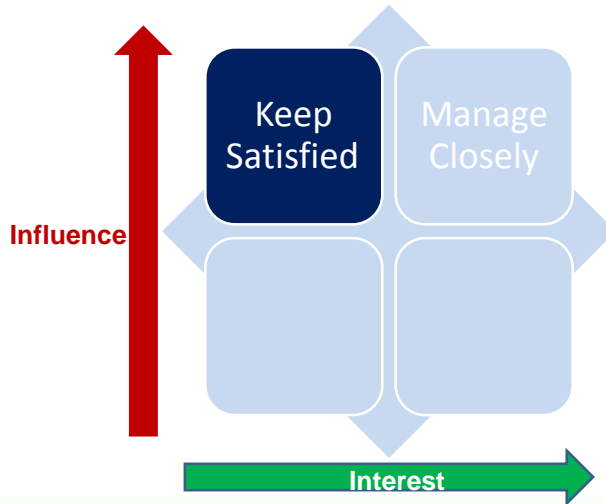 Keep
Satisfied
Manage
Closely
Influence
Interest